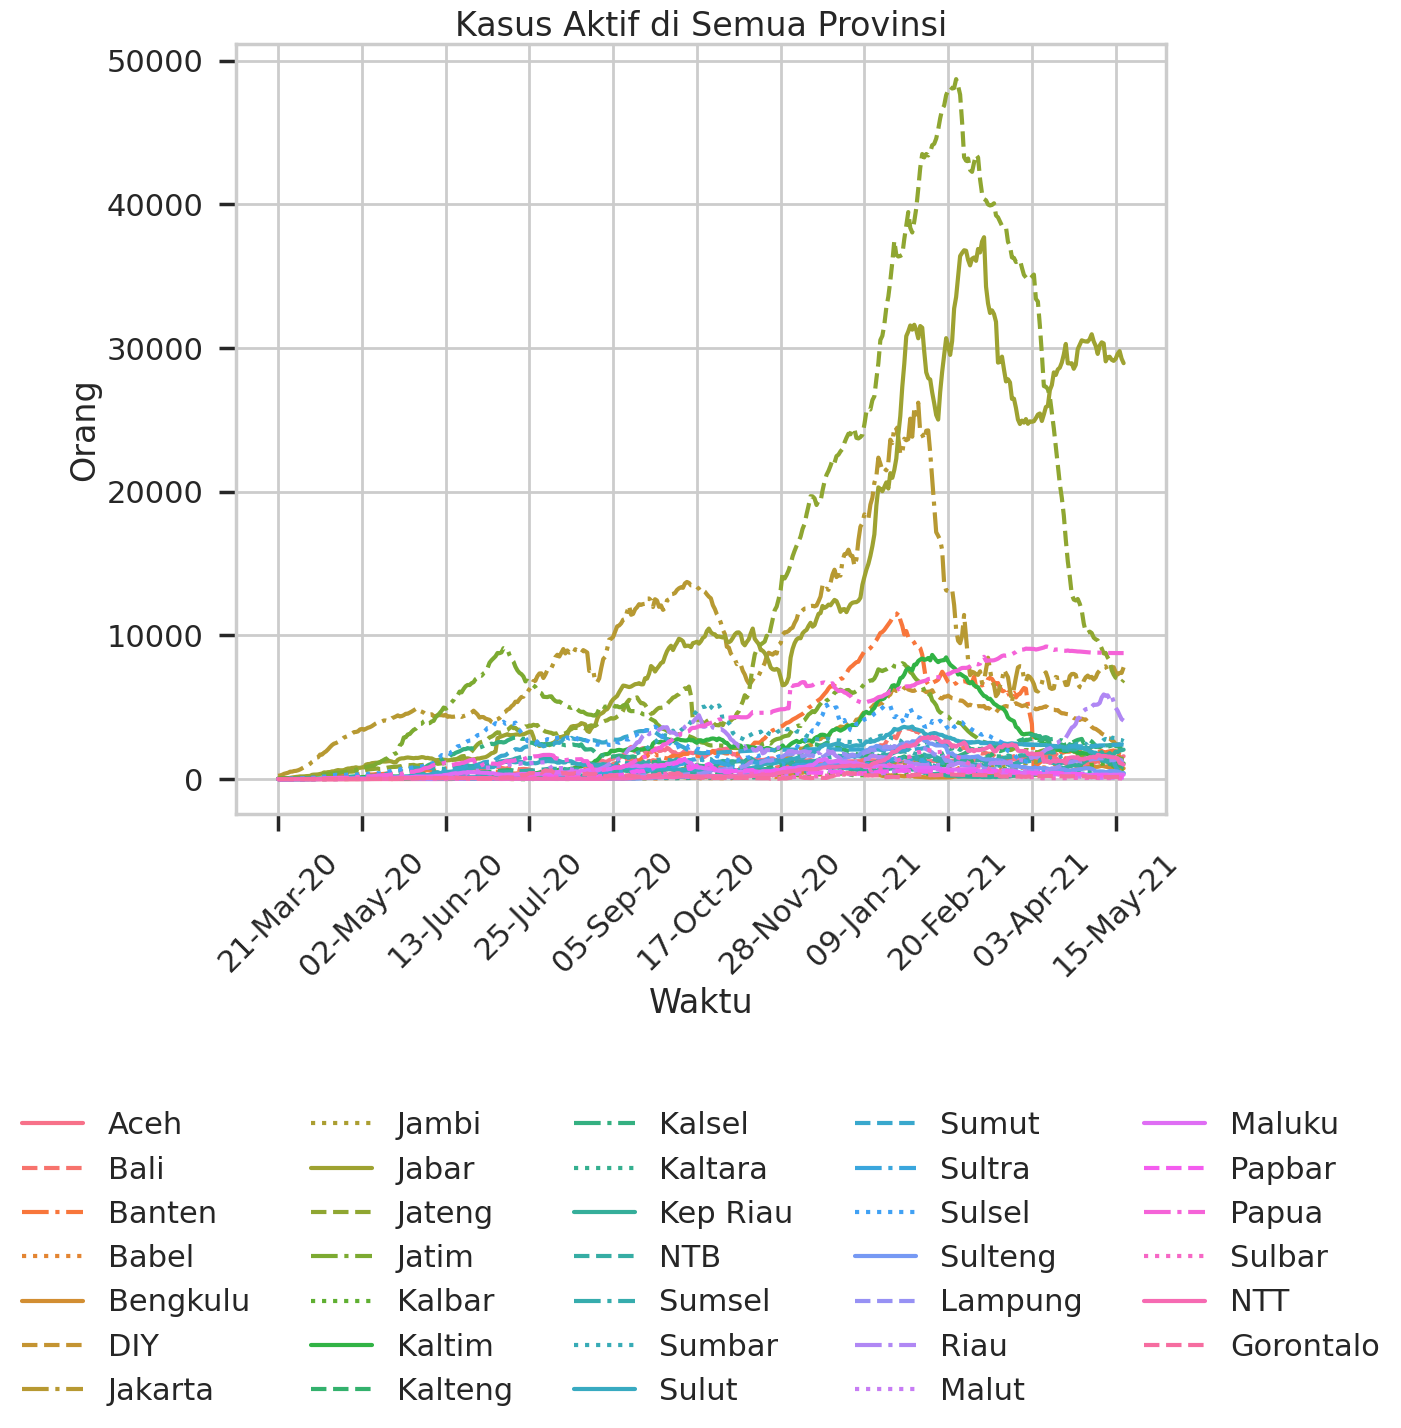 Kasus Aktif di Semua Provinsi
50000
40000
30000
20000
10000
0
Orang
21-Mar-20
02-May-20
13-Jun-20
25-Jul-20
05-Sep-20
17-Oct-20
28-Nov-20
09-Jan-21
20-Feb-21
03-Apr-21
15-May-21
Waktu
Aceh
Bali
Banten
Babel
Bengkulu
DIY
Jakarta
Jambi
Jabar
Jateng
Jatim
Kalbar
Kaltim
Kalteng
Kalsel
Kaltara
Kep Riau
NTB
Sumsel
Sumbar
Sulut
Sumut
Sultra
Sulsel
Sulteng
Lampung
Riau
Malut
Maluku
Papbar
Papua
Sulbar
NTT
Gorontalo